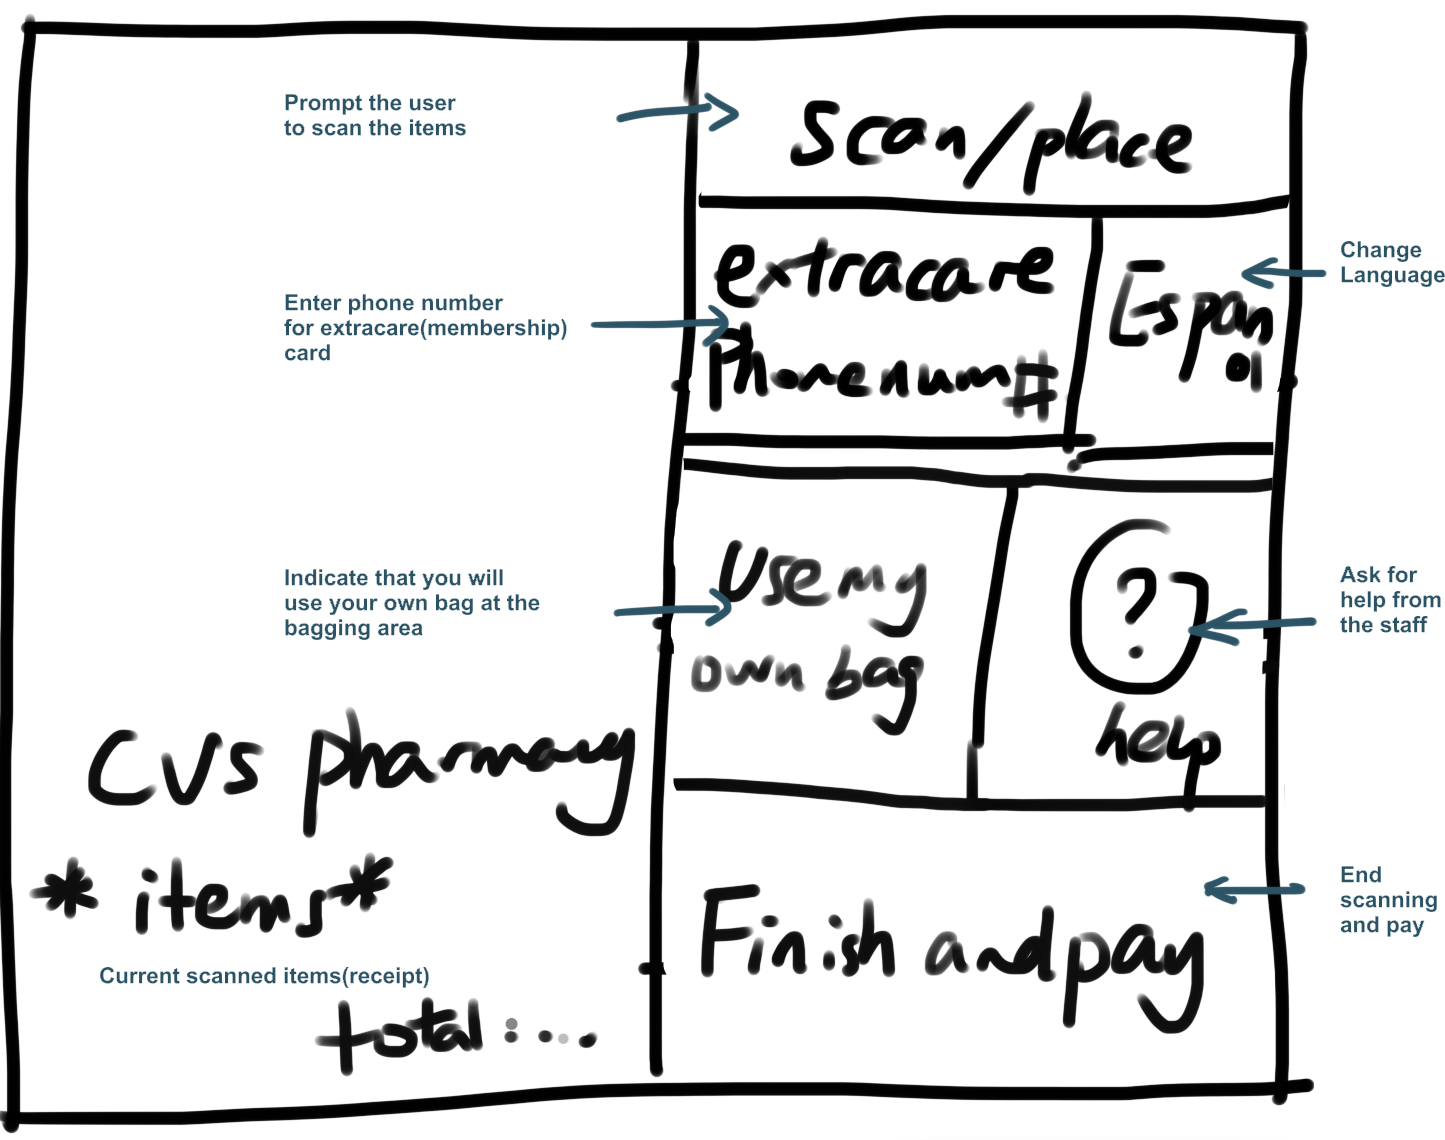 Prompt the user
to scan the items
scan/place
Enter phone number
for extracare(membership)
card
extracare
Phonenum#
Espan
ol
Change
Language
Indicate that you will
use your own bag at the
bagging area
Use my
own bag
?
help
Ask for
help from
the staff
CVS pharmacy
* items *
Current scanned items(receipt)
total: ....
Finish and pay
End
scanning
and pay